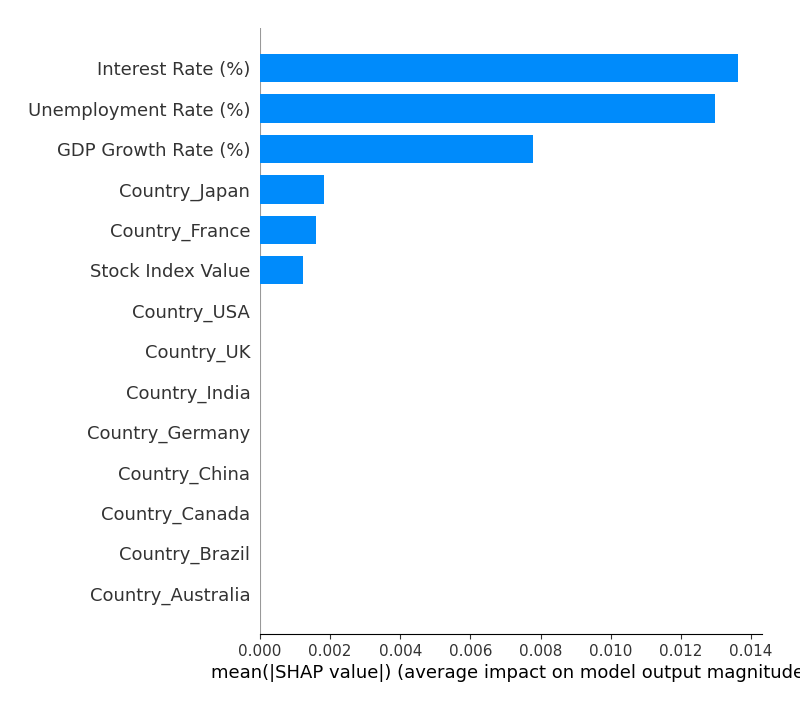 Interest Rate (%)
Unemployment Rate (%)
GDP Growth Rate (%)
Country_Japan
Country_France
Stock Index Value
Country_USA
Country_UK
Country_India
Country_Germany
Country_China
Country_Canada
Country_Brazil
Country_Australia
0.000 0.002 0.004 0.006 0.008 0.010 0.012 0.014
mean(|SHAP value|) (average impact on model output magnitude